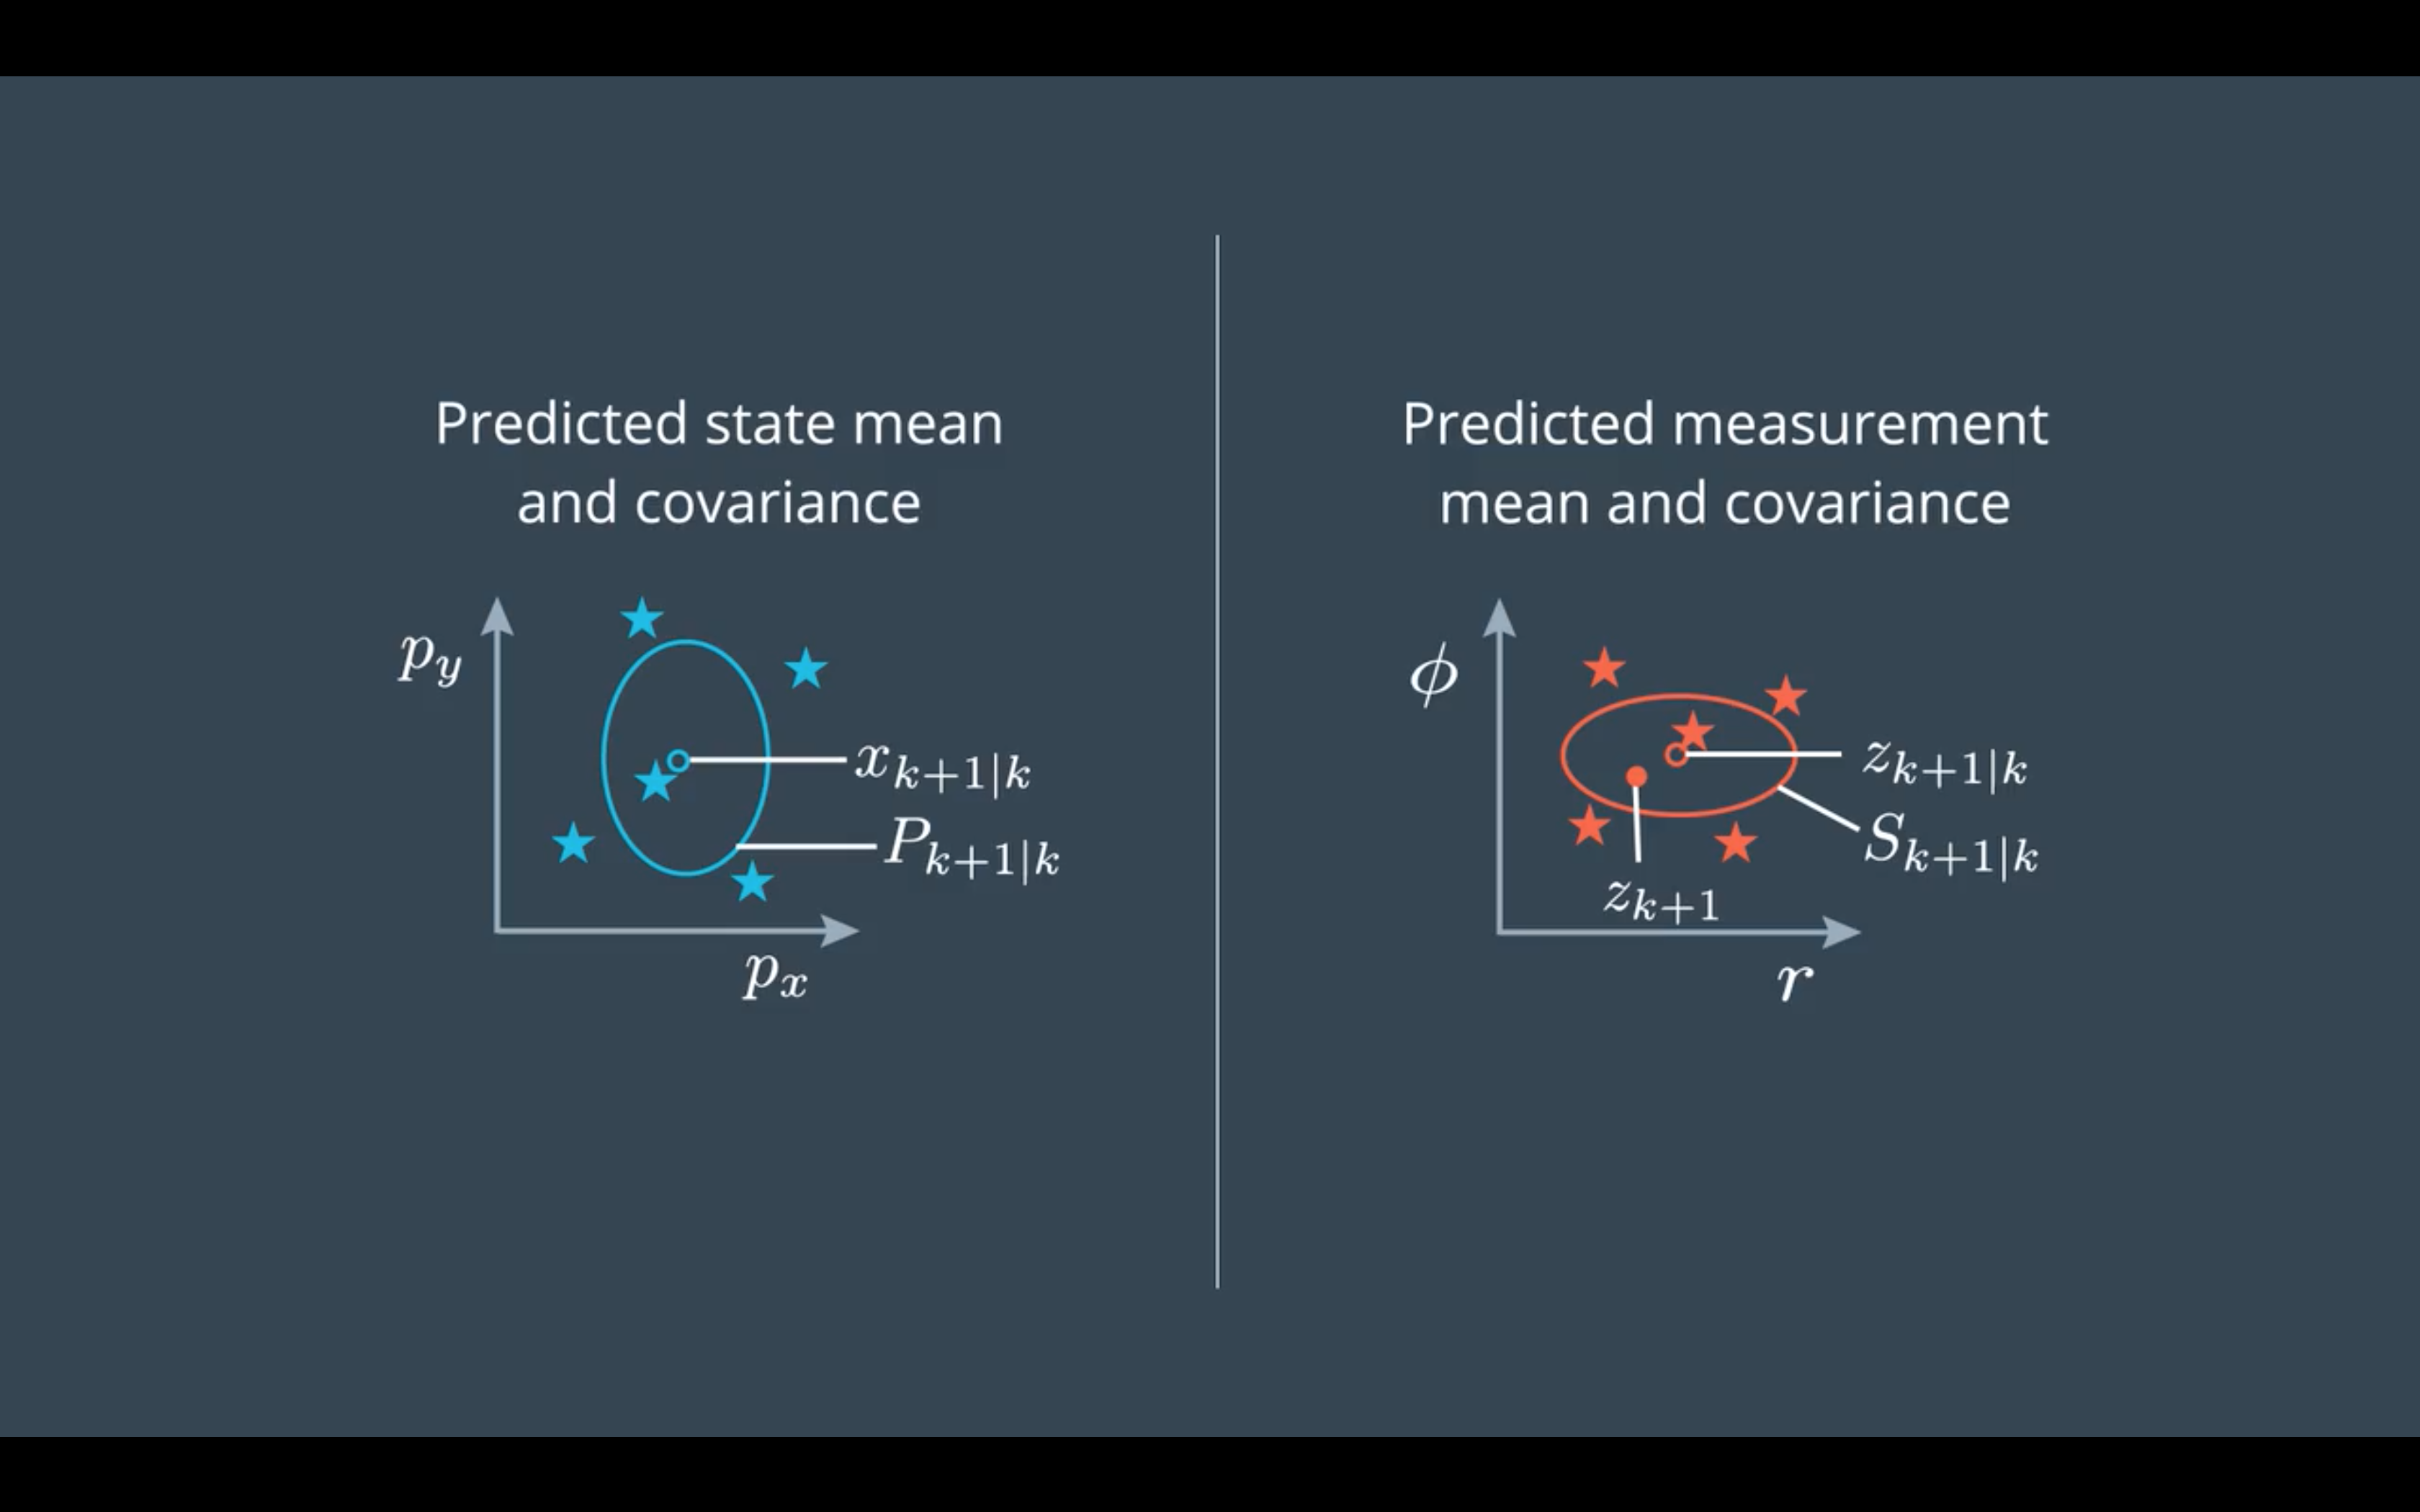 Predicted state mean
and covariance
p_y
x_{k+1|k}
P_{k+1|k}
p_x
Predicted measurement
mean and covariance
ϕ
z_{k+1|k}
S_{k+1|k}
z_{k+1}
r